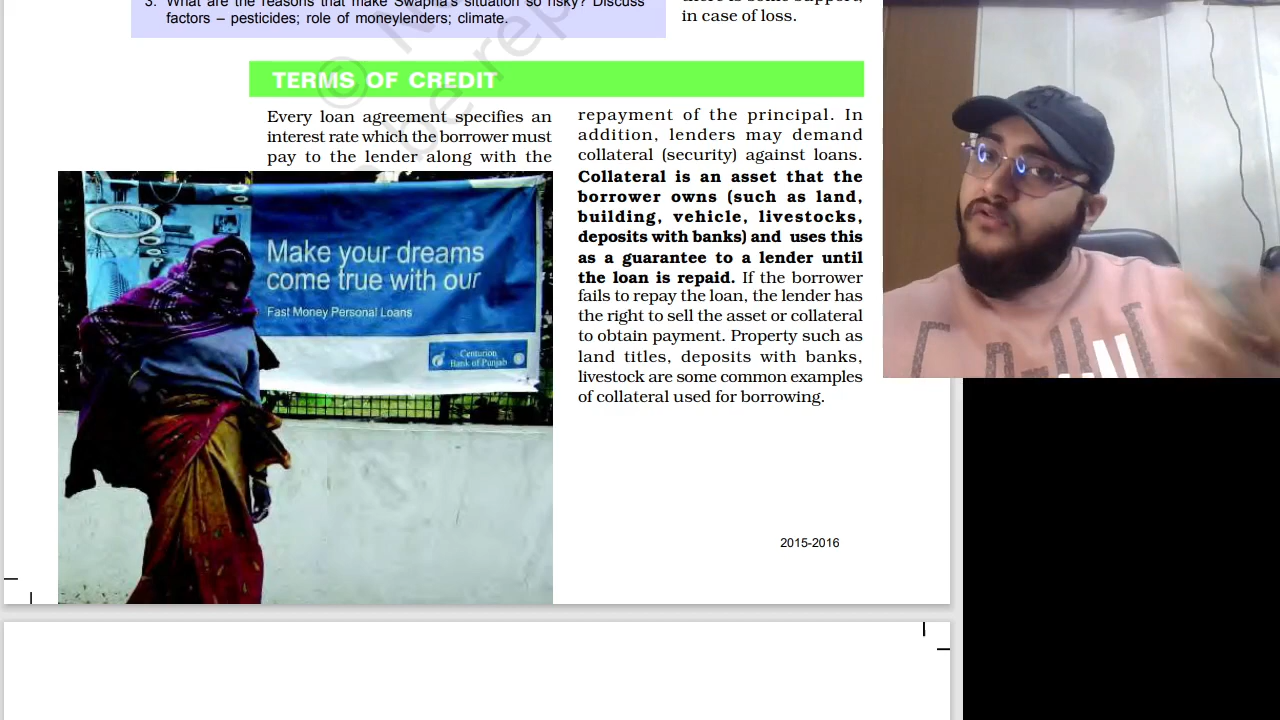 3. What are the reasons that make Swapna's situation so risky? Discuss
factors – pesticides; role of moneylenders; climate.
there is some support,
in case of loss.
TERMS OF CREDIT
Every loan agreement specifies an
interest rate which the borrower must
pay to the lender along with the
repayment of the principal. In
addition, lenders may demand
collateral (security) against loans.
Collateral is an asset that the
borrower owns (such as land,
building, vehicle, livestocks,
deposits with banks) and uses this
as a guarantee to a lender until
the loan is repaid. If the borrower
fails to repay the loan, the lender has
the right to sell the asset or collateral
to obtain payment. Property such as
land titles, deposits with banks,
livestock are some common examples
of collateral used for borrowing.
Make your dreams
come true with our
Fast Money Personal Loans
Centurion
Bank of Punjab
2015-2016